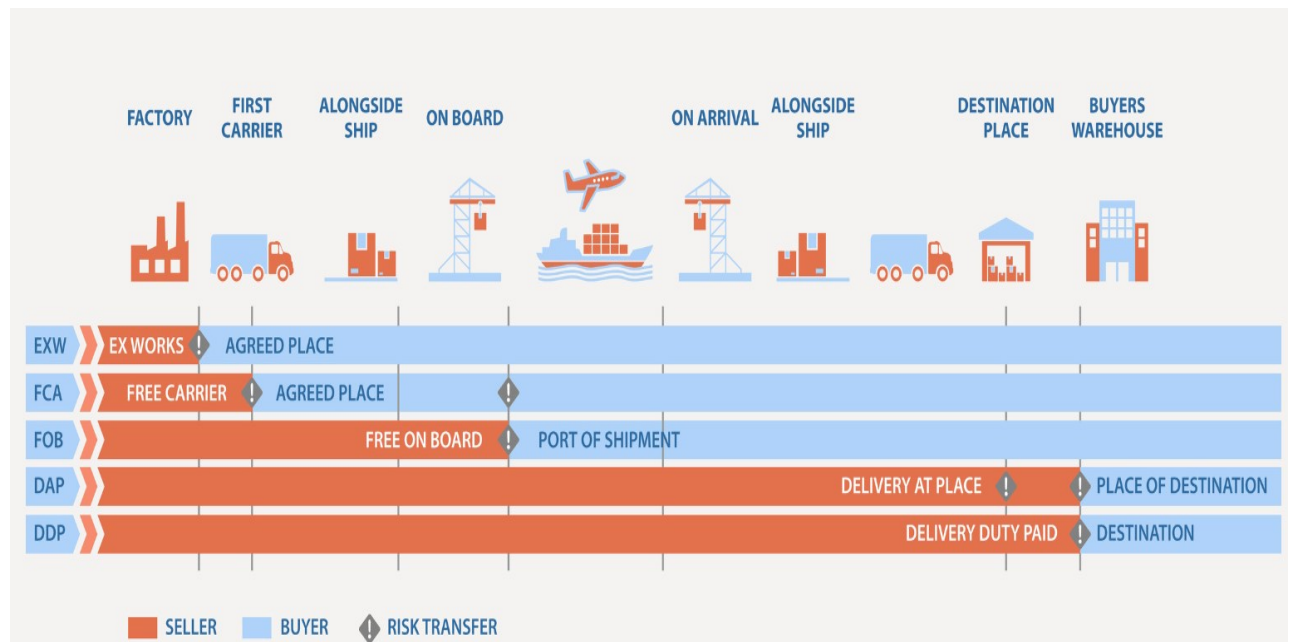 FACTORY
FIRST
CARRIER
ALONGSIDE
SHIP
ON BOARD
ON ARRIVAL
ALONGSIDE
SHIP
DESTINATION
PLACE
BUYERS
WAREHOUSE
EXW EX WORKS ! AGREED PLACE
FCA FREE CARRIER ! AGREED PLACE !
FOB FREE ON BOARD ! PORT OF SHIPMENT
DAP DELIVERY AT PLACE ! ! PLACE OF DESTINATION
DDP DELIVERY DUTY PAID ! DESTINATION
SELLER BUYER ! RISK TRANSFER